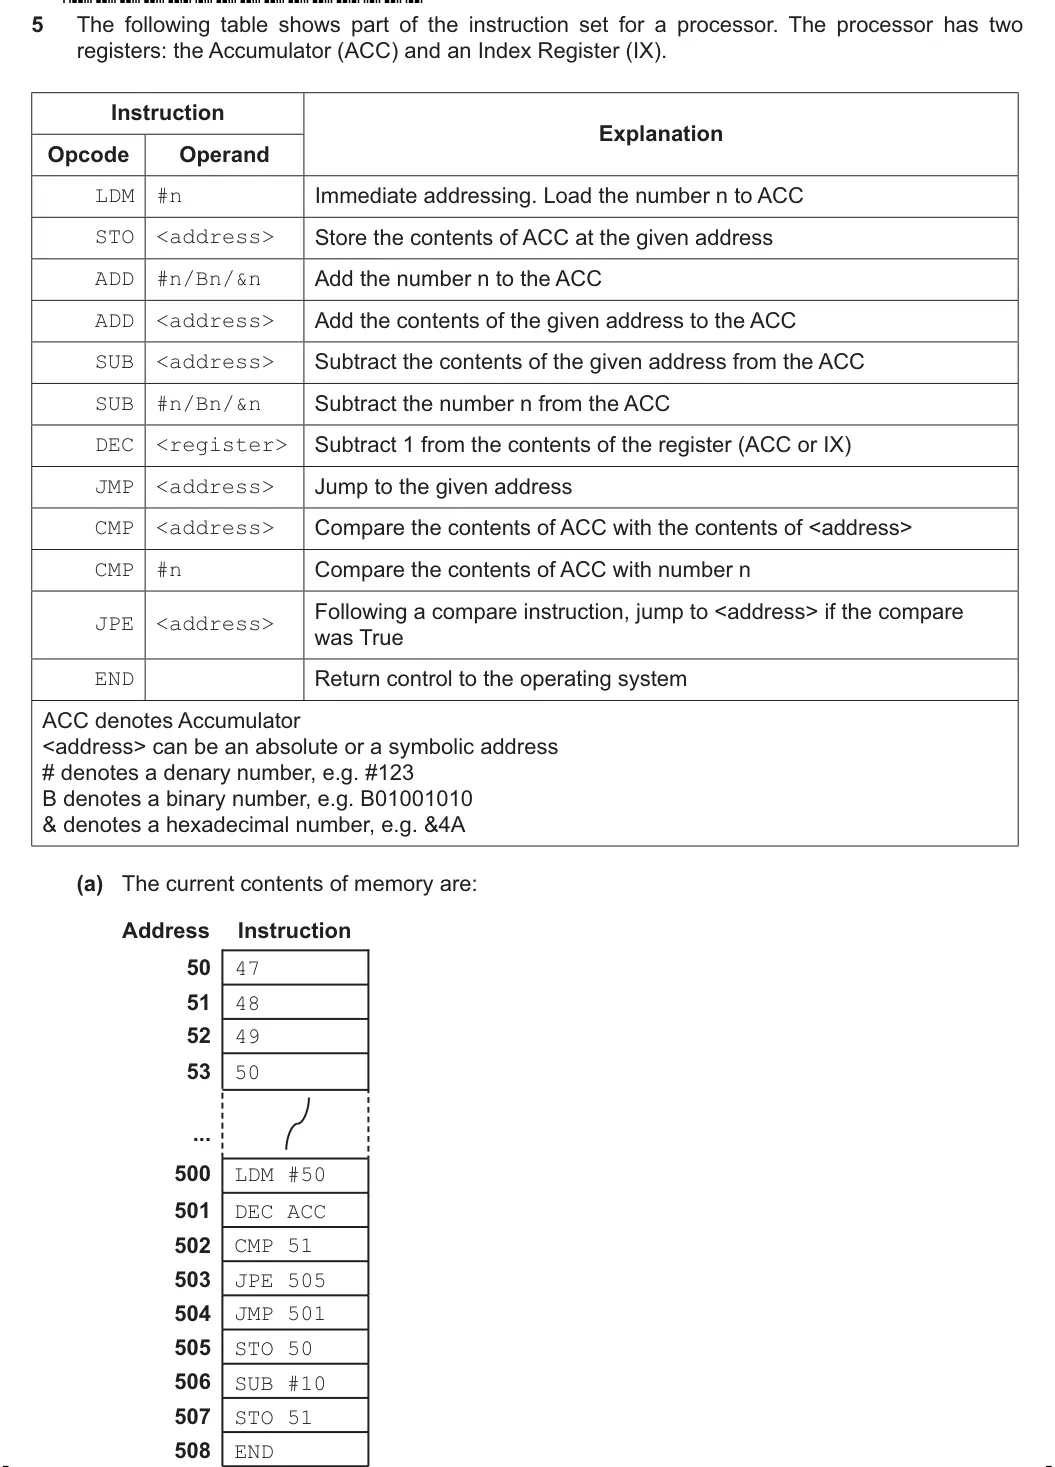 5 The following table shows part of the instruction set for a processor. The processor has two
registers: the Accumulator (ACC) and an Index Register (IX).
Instruction Explanation
Opcode Operand
LDM #n Immediate addressing. Load the number n to ACC
STO <address> Store the contents of ACC at the given address
ADD #n/Bn/&n Add the number n to the ACC
ADD <address> Add the contents of the given address to the ACC
SUB <address> Subtract the contents of the given address from the ACC
SUB #n/Bn/&n Subtract the number n from the ACC
DEC <register> Subtract 1 from the contents of the register (ACC or IX)
JMP <address> Jump to the given address
CMP <address> Compare the contents of ACC with the contents of <address>
CMP #n Compare the contents of ACC with number n
JPE <address> Following a compare instruction, jump to <address> if the compare
was True
END Return control to the operating system
ACC denotes Accumulator
<address> can be an absolute or a symbolic address
# denotes a denary number, e.g. #123
B denotes a binary number, e.g. B01001010
& denotes a hexadecimal number, e.g. &4A
(a) The current contents of memory are:
Address Instruction
50 47
51 48
52 49
53 50
...
500 LDM #50
501 DEC ACC
502 CMP 51
503 JPE 505
504 JMP 501
505 STO 50
506 SUB #10
507 STO 51
508 END